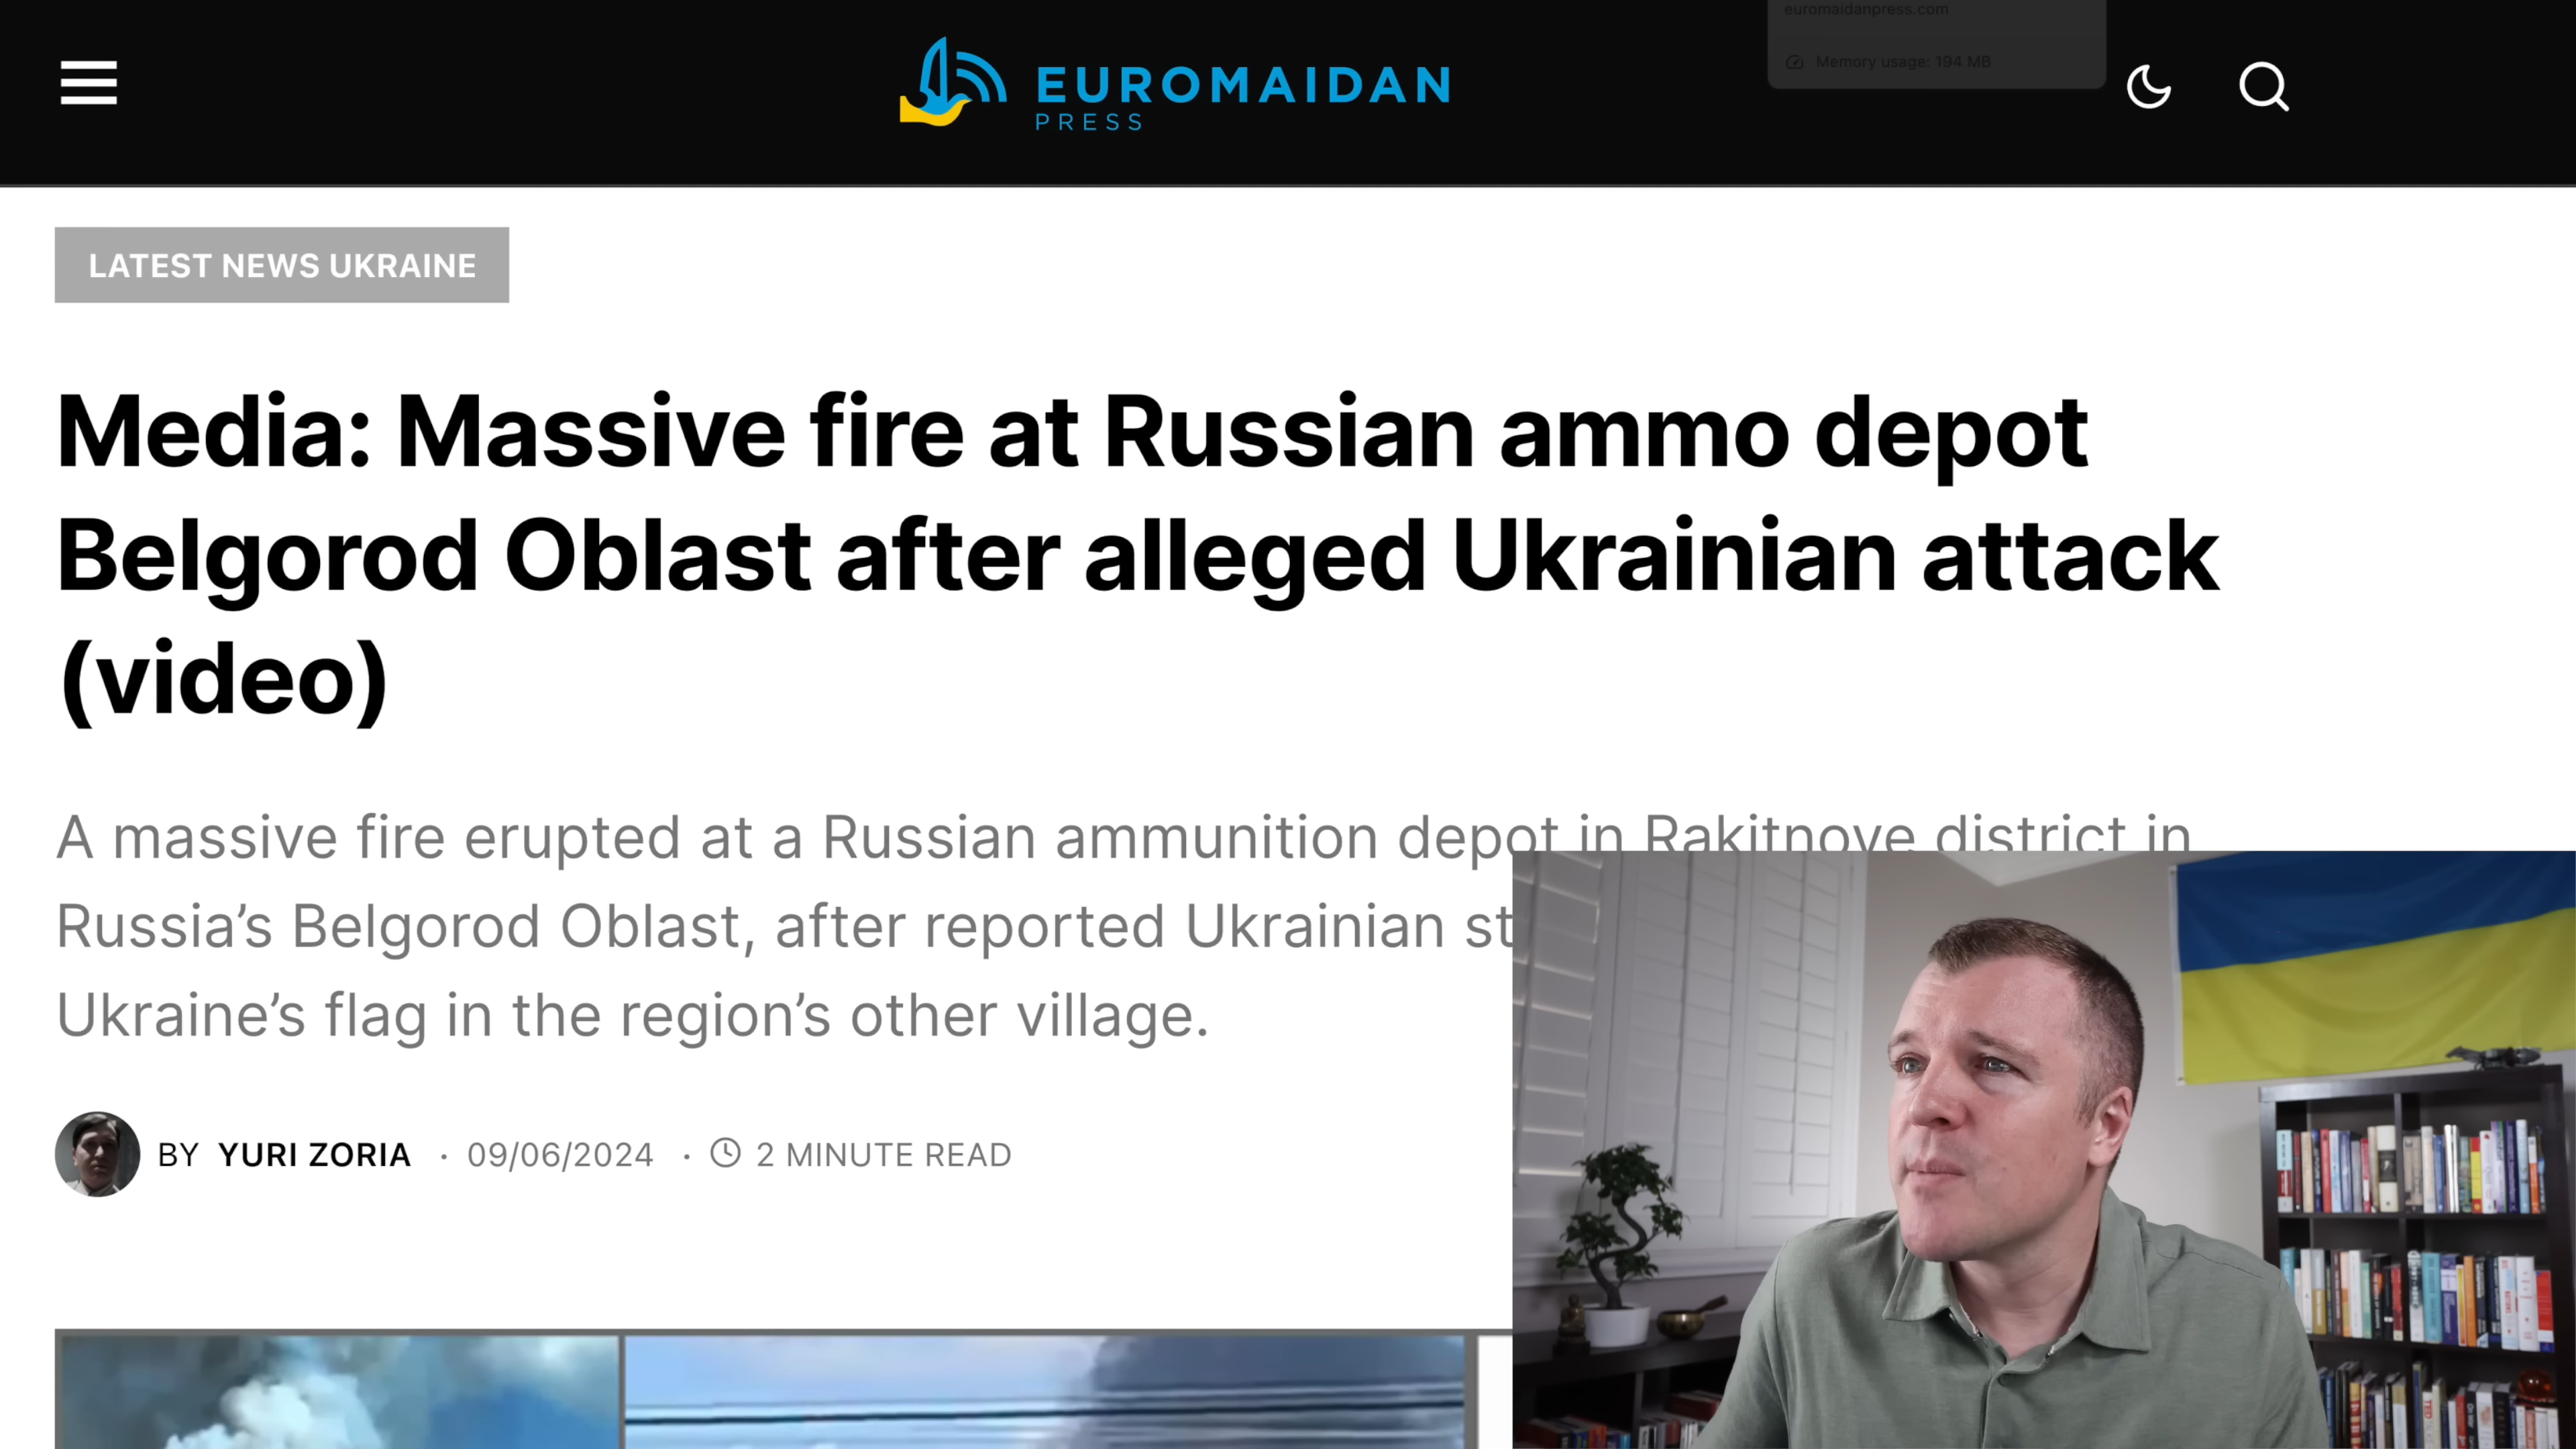 euromaidanpress.com
Memory usage: 194 MB
EUROMAIDAN
PRESS
LATEST NEWS UKRAINE
Media: Massive fire at Russian ammo depot
Belgorod Oblast after alleged Ukrainian attack
(video)
A massive fire erupted at a Russian ammunition depot in Rakitnove district in
Russia’s Belgorod Oblast, after reported Ukrainian
Ukraine’s flag in the region’s other village.
BY YURI ZORIA · 09/06/2024 · 2 MINUTE READ